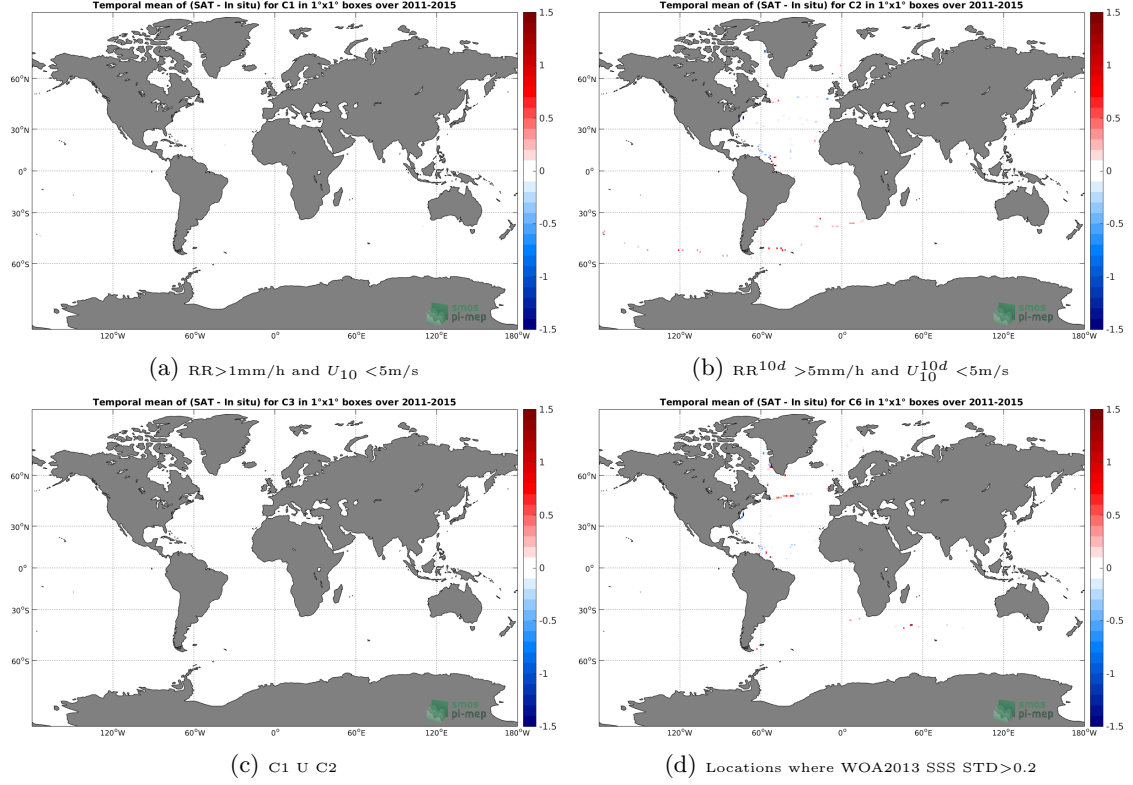 Temporal mean of (SAT - In situ) for C1 in 1°x1° boxes over 2011-2015
60°N
30°N
0°
30°S
60°S
120°W
60°W
0°
60°E
120°E
180°W
1.5
1
0.5
0
-0.5
-1
-1.5
smos
pi-mep
(a) RR>1mm/h and U10 <5m/s
Temporal mean of (SAT - In situ) for C2 in 1°x1° boxes over 2011-2015
60°N
30°N
0°
30°S
60°S
120°W
60°W
0°
60°E
120°E
180°W
1.5
1
0.5
0
-0.5
-1
-1.5
smos
pi-mep
(b) RR^10d >5mm/h and U10^10d <5m/s
Temporal mean of (SAT - In situ) for C3 in 1°x1° boxes over 2011-2015
60°N
30°N
0°
30°S
60°S
120°W
60°W
0°
60°E
120°E
180°W
1.5
1
0.5
0
-0.5
-1
-1.5
smos
pi-mep
(c) C1 U C2
Temporal mean of (SAT - In situ) for C6 in 1°x1° boxes over 2011-2015
60°N
30°N
0°
30°S
60°S
120°W
60°W
0°
60°E
120°E
180°W
1.5
1
0.5
0
-0.5
-1
-1.5
smos
pi-mep
(d) Locations where WOA2013 SSS STD>0.2